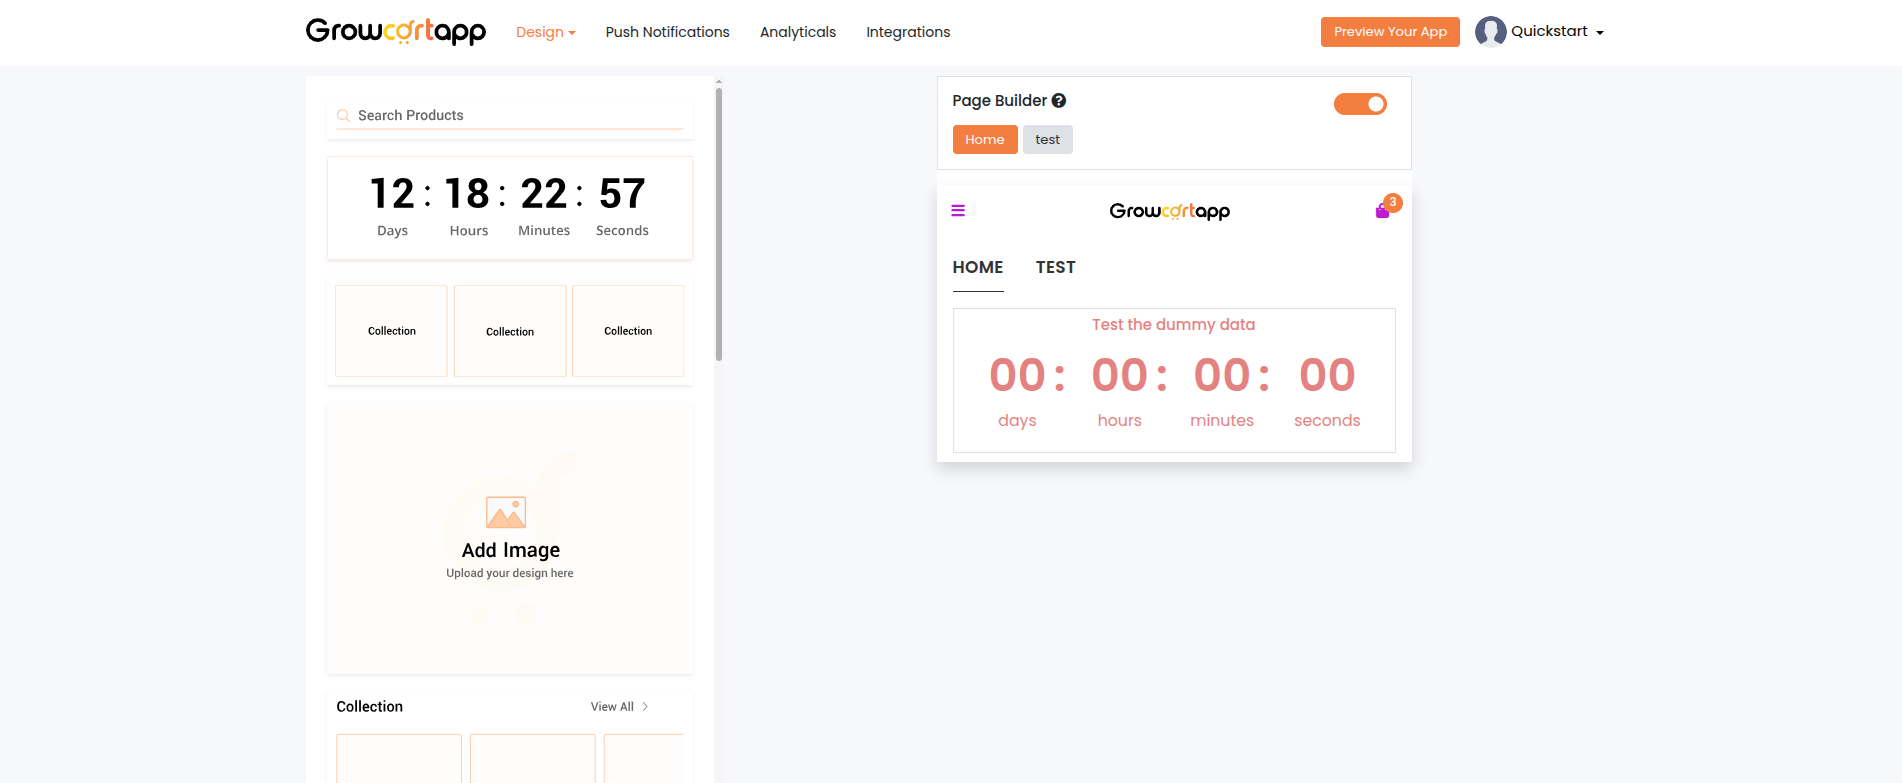 Growcartapp Design Push Notifications Analyticals Integrations Preview Your App Quickstart
Search Products
12 : 18 : 22 : 57
Days Hours Minutes Seconds
Collection Collection Collection
Add Image
Upload your design here
Collection View All
Page Builder
Home test
Growcartapp 3
HOME TEST
Test the dummy data
00 : 00 : 00 : 00
days hours minutes seconds